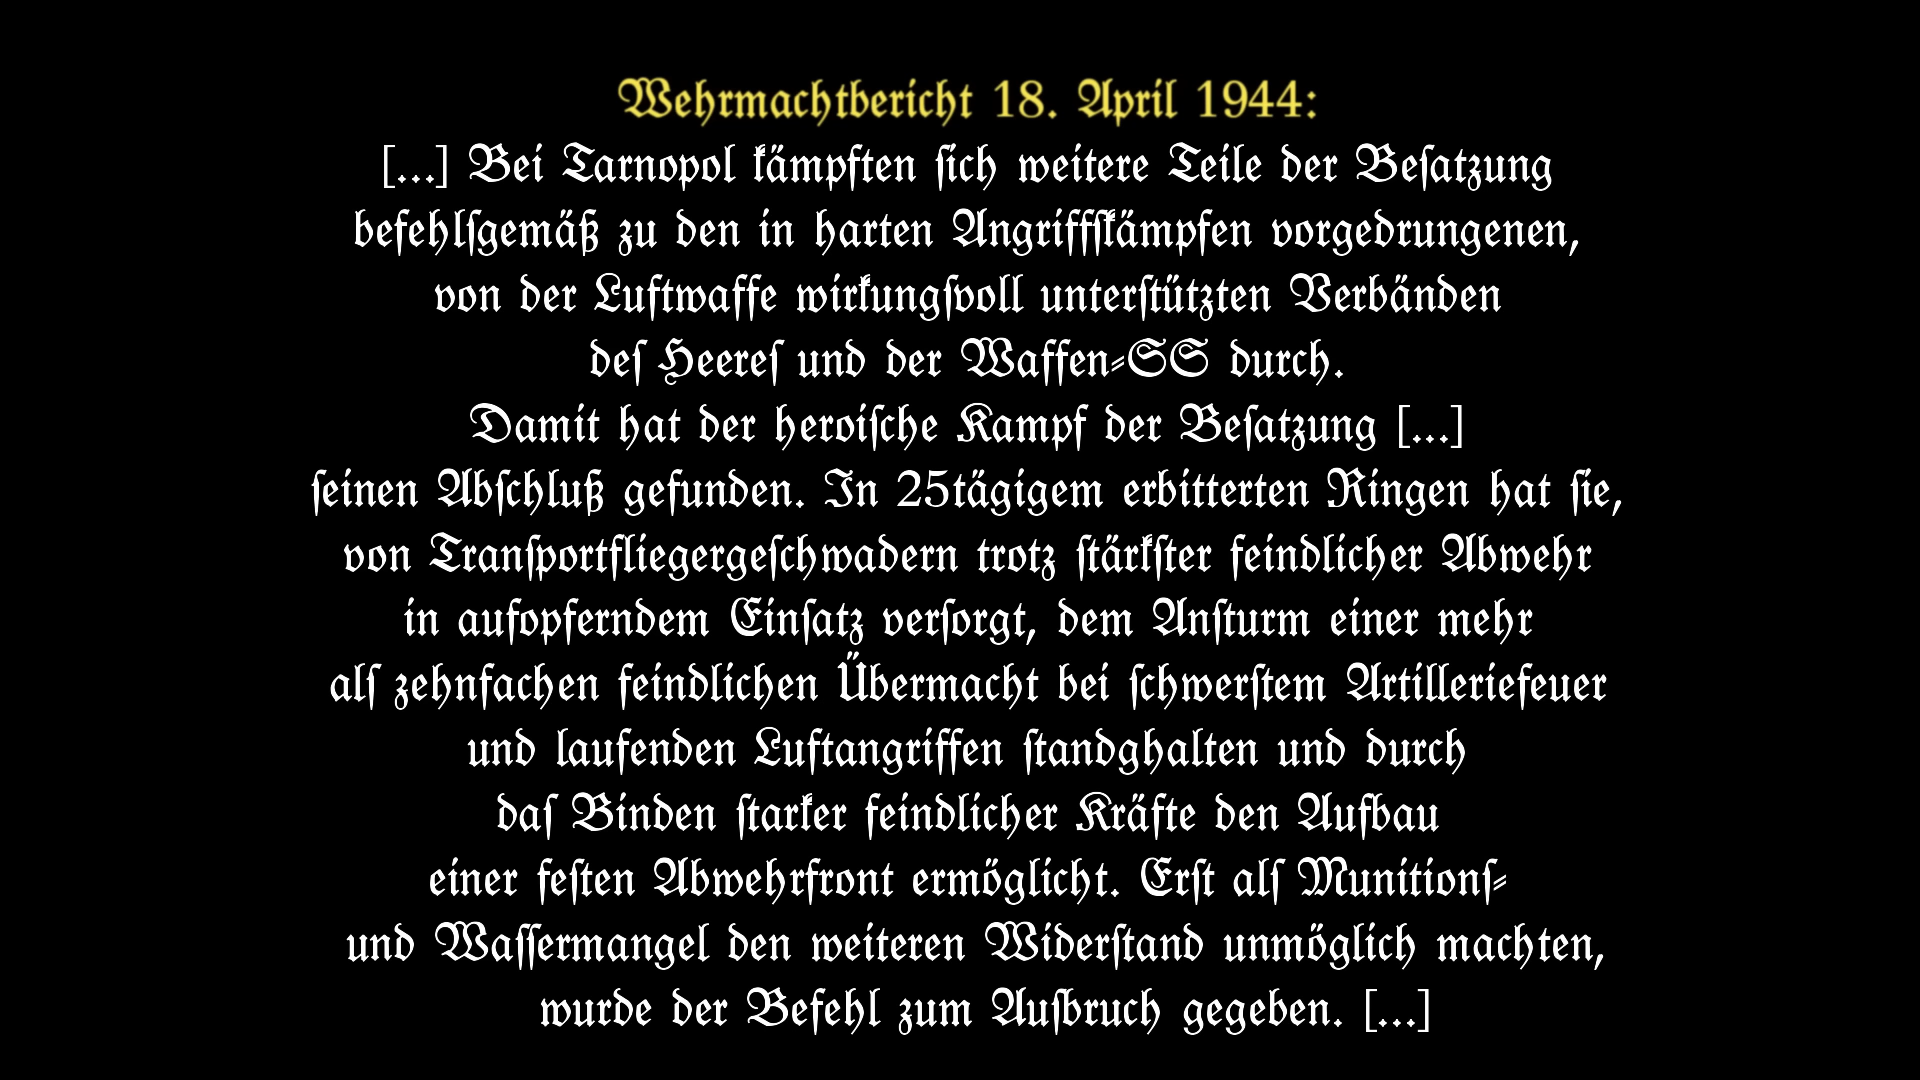 Wehrmachtbericht 18. April 1944:
[...] Bei Tarnopol kämpften ſich weitere Teile der Beſatzung
befehlſgemäß zu den in harten Angriffſkämpfen vorgedrungenen,
von der Luftwaffe wirkungſvoll unterſtützten Verbänden
deſ Heereſ und der Waffen⸗SS durch.
Damit hat der heroiſche Kampf der Beſatzung [...]
ſeinen Abſchluß gefunden. In 25tägigem erbitterten Ringen hat ſie,
von Tranſportfliegergeſchwadern trotz ſtärkſter feindlicher Abwehr
in aufopferndem Einſatz verſorgt, dem Anſturm einer mehr
alſ zehnfachen feindlichen Übermacht bei ſchwerſtem Artilleriefeuer
und laufenden Luftangriffen ſtandghalten und durch
daſ Binden ſtarker feindlicher Kräfte den Aufbau
einer feſten Abwehrfront ermöglicht. Erſt alſ Munitionſ⸗
und Waſſermangel den weiteren Widerſtand unmöglich machten,
wurde der Befehl zum Auſbruch gegeben. [...]